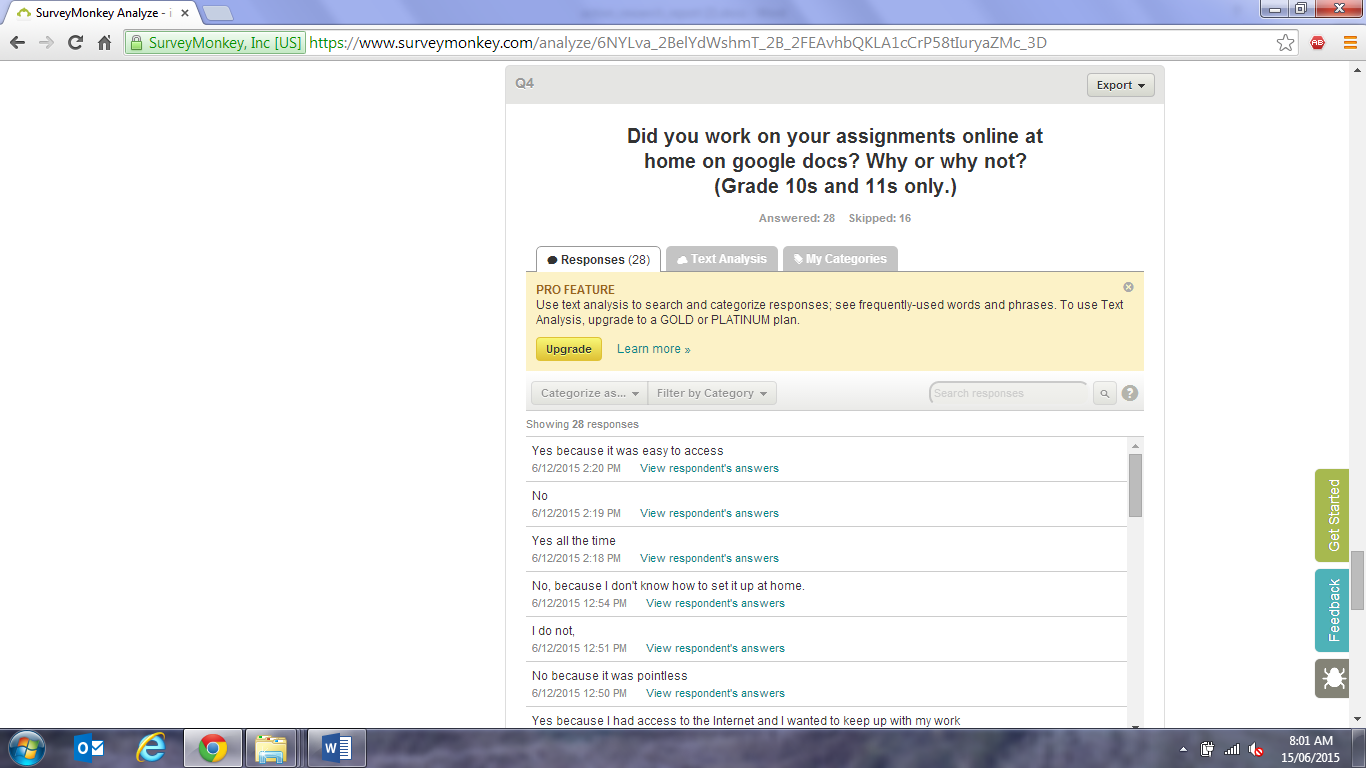 SurveyMonkey Analyze - i
SurveyMonkey, Inc [US] https://www.surveymonkey.com/analyze/6NYLva_2BelYdWshmT_2B_2FEAvhbQKLA1cCrP58tIuryaZMc_3D
Q4
Export
Did you work on your assignments online at
home on google docs? Why or why not?
(Grade 10s and 11s only.)
Answered: 28 Skipped: 16
Responses (28) Text Analysis My Categories
PRO FEATURE
Use text analysis to search and categorize responses; see frequently-used words and phrases. To use Text
Analysis, upgrade to a GOLD or PLATINUM plan.
Upgrade Learn more »
Categorize as... Filter by Category Search responses ?
Showing 28 responses
Yes because it was easy to access
6/12/2015 2:20 PM View respondent's answers
No
6/12/2015 2:19 PM View respondent's answers
Yes all the time
6/12/2015 2:18 PM View respondent's answers
No, because I don't know how to set it up at home.
6/12/2015 12:54 PM View respondent's answers
I do not,
6/12/2015 12:51 PM View respondent's answers
No because it was pointless
6/12/2015 12:50 PM View respondent's answers
Yes because I had access to the Internet and I wanted to keep up with my work
Get Started
Feedback
8:01 AM
15/06/2015